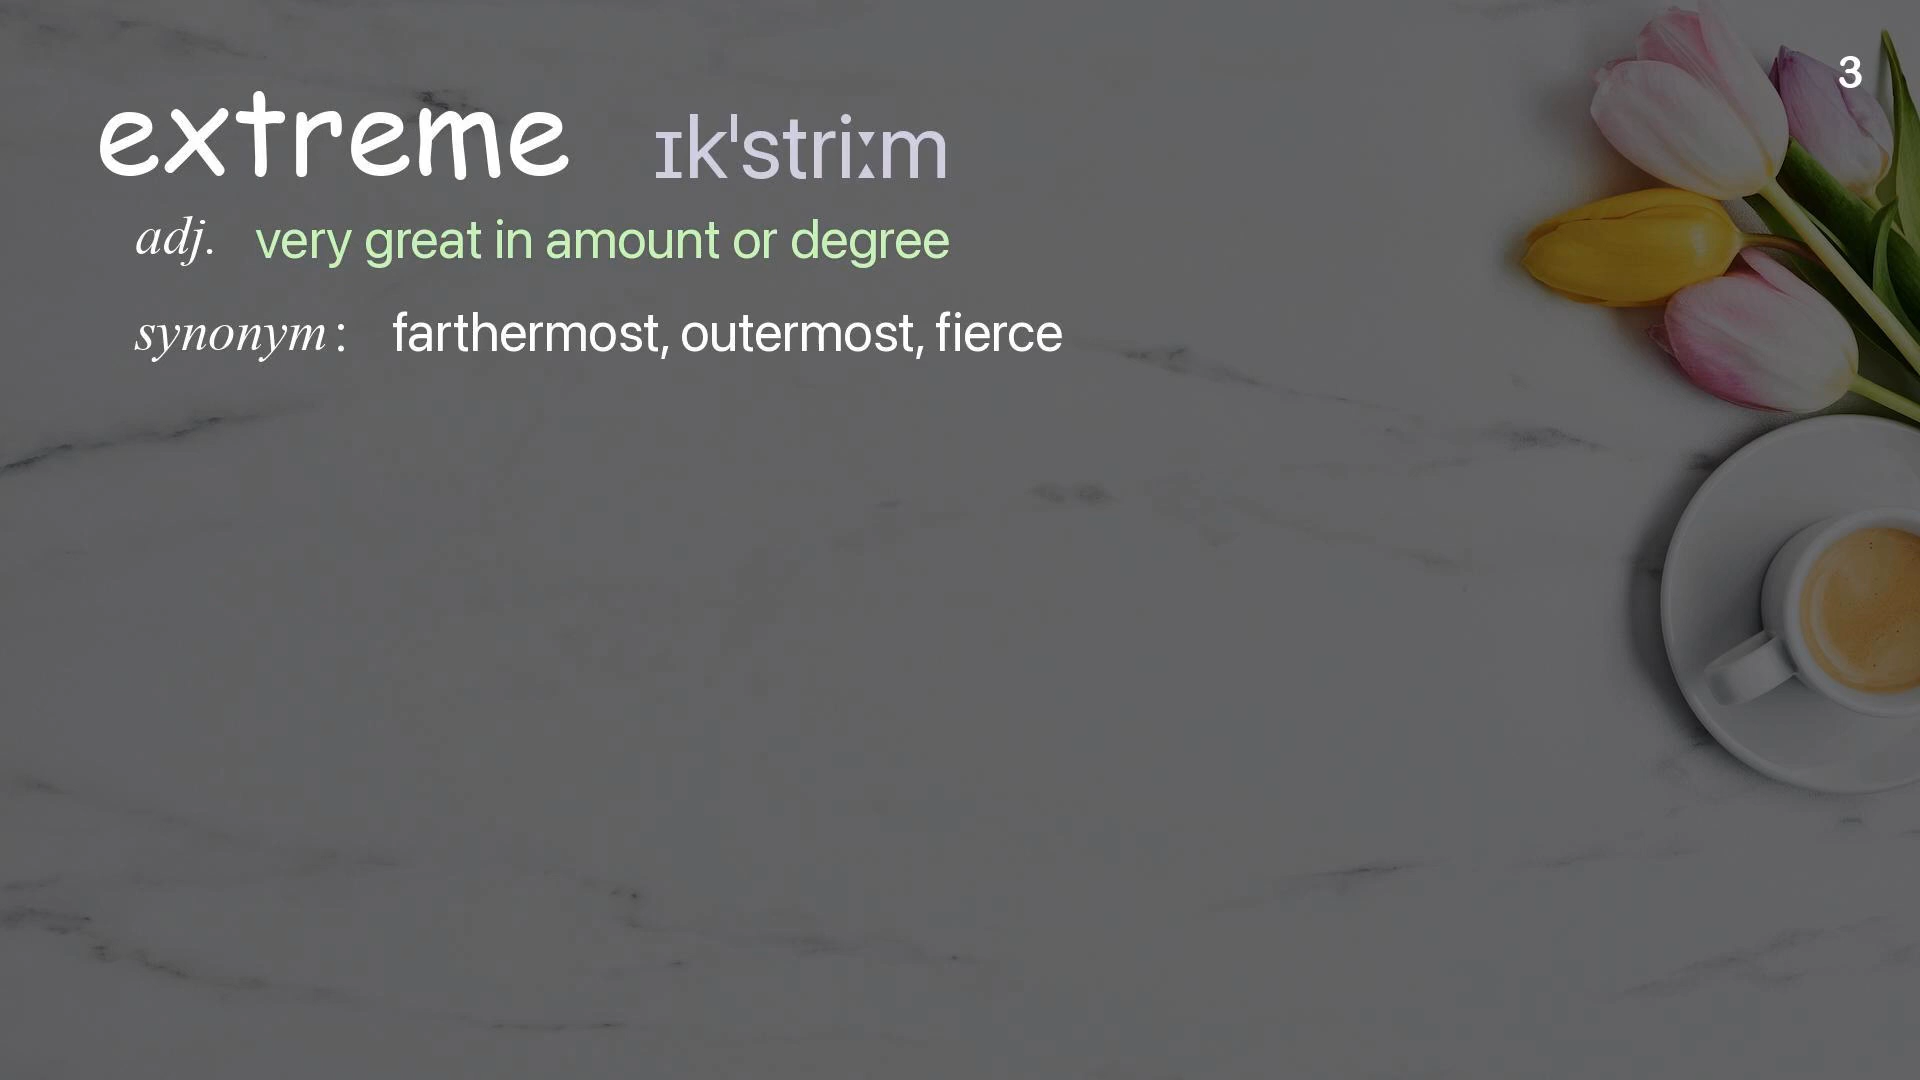 3
extreme ɪkˈstriːm
adj. very great in amount or degree
synonym: farthermost, outermost, fierce